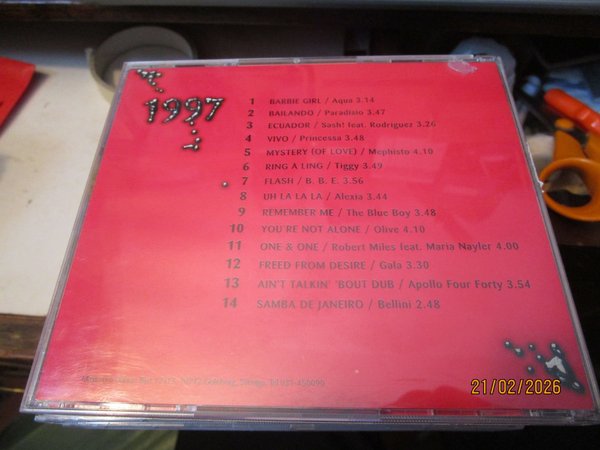 1997
1 BARBIE GIRL / Aqua 3.14
2 BAILANDO / Paradisio 3.47
3 ECUADOR / Sash! feat. Rodriguez 3.26
4 VIVO / Princessa 3.48
5 MYSTERY (OF LOVE) / Mephisto 4.10
6 RING A LING / Tiggy 3.49
7 FLASH / B. B. E. 3.56
8 UH LA LA LA / Alexia 3.44
9 REMEMBER ME / The Blue Boy 3.48
10 YOU'RE NOT ALONE / Olive 4.10
11 ONE & ONE / Robert Miles feat. Maria Nayler 4.00
12 FREED FROM DESIRE / Gala 3.30
13 AIN'T TALKIN' 'BOUT DUB / Apollo Four Forty 3.54
14 SAMBA DE JANEIRO / Bellini 2.48
21/02/2026